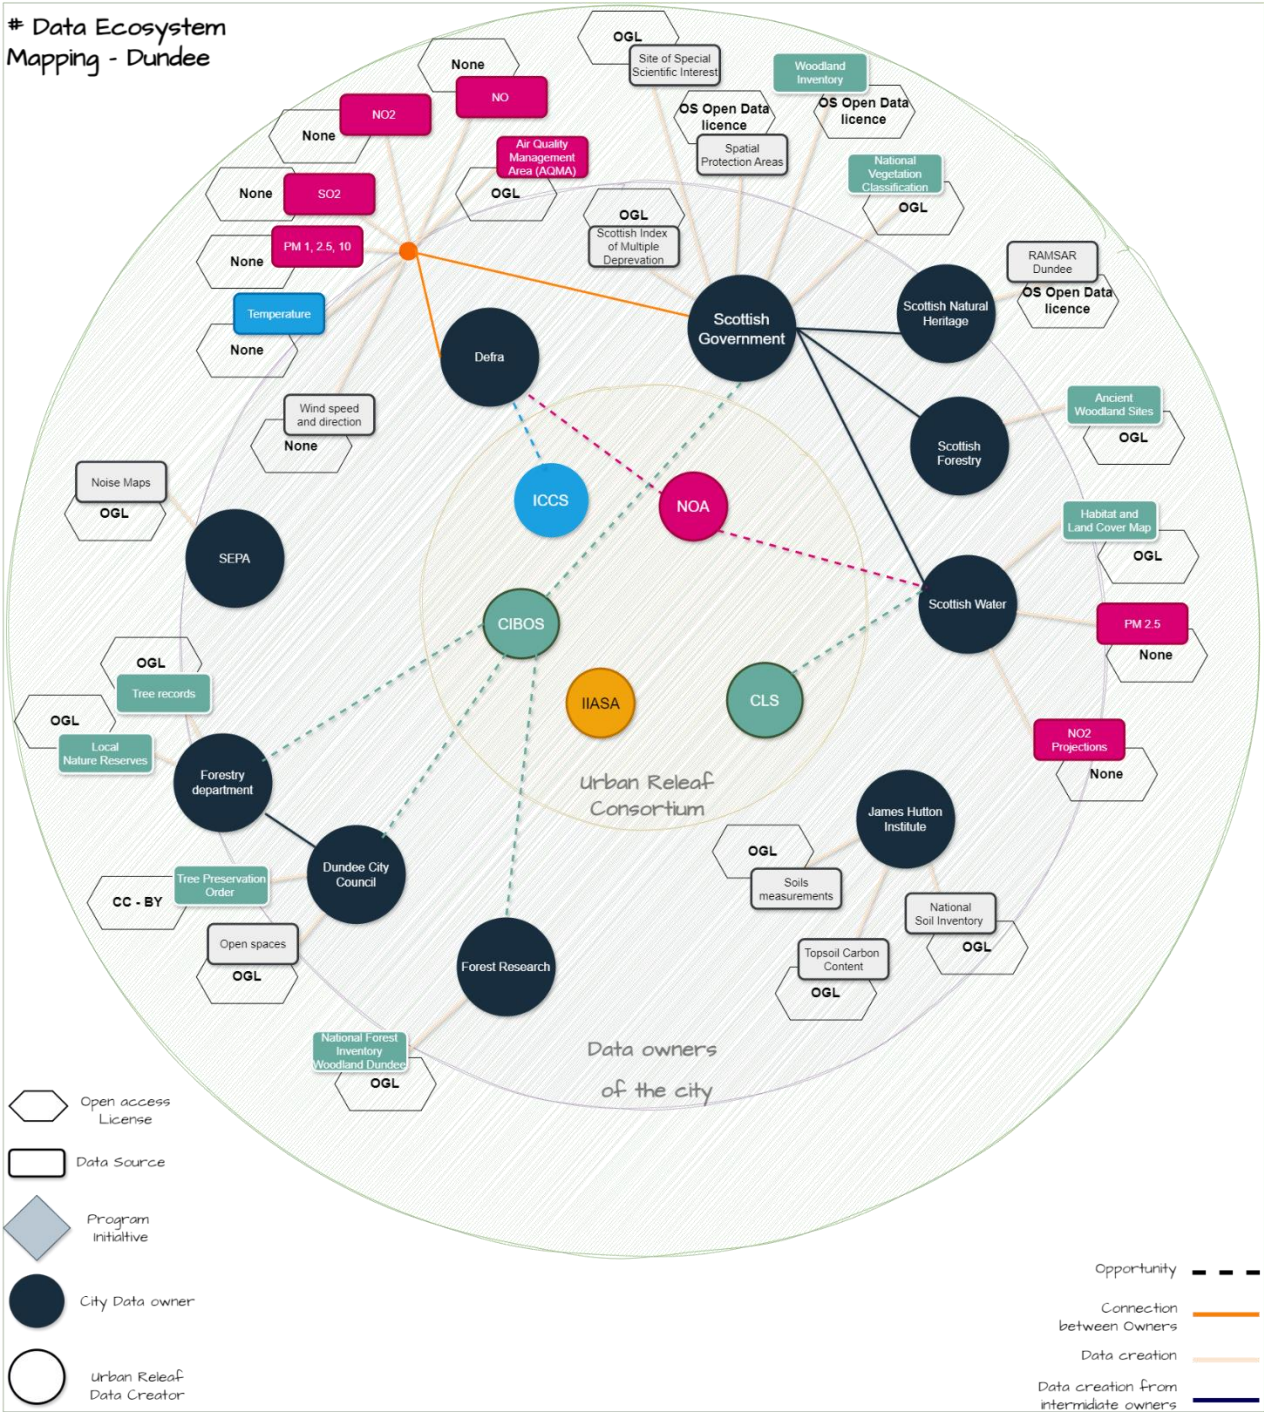 # Data Ecosystem
Mapping - Dundee
OGL
Site of Special
Scientific Interest
None
NO
Woodland
Inventory
OS Open Data
licence
OS Open Data
licence
Spatial
Protection Areas
NO2
None
Air Quality
Management
Area (AQMA)
OGL
National
Vegetation
Classification
OGL
None
SO2
OGL
Scottish Index
of Multiple
Deprevation
PM 1, 2.5, 10
None
RAMSAR
Dundee
OS Open Data
licence
Temperature
None
Scottish
Government
Scottish Natural
Heritage
Defra
Wind speed
and direction
None
Ancient
Woodland Sites
OGL
Scottish
Forestry
Noise Maps
OGL
ICCS
NOA
Habitat and
Land Cover Map
OGL
SEPA
Scottish Water
CIBOS
PM 2.5
None
OGL
Tree records
OGL
Local
Nature Reserves
IIASA
CLS
NO2
Projections
None
Forestry
department
Urban Releaf
Consortium
James Hutton
Institute
OGL
Soils
measurements
Dundee City
Council
Tree Preservation
Order
CC - BY
National
Soil Inventory
OGL
Open spaces
OGL
Forest Research
Topsoil Carbon
Content
OGL
National Forest
Inventory
Woodland Dundee
OGL
Data owners
of the city
Open access
License
Data Source
Program
Initialtive
City Data owner
Urban Releaf
Data Creator
Opportunity
Connection
between Owners
Data creation
Data creation from
intermidiate owners